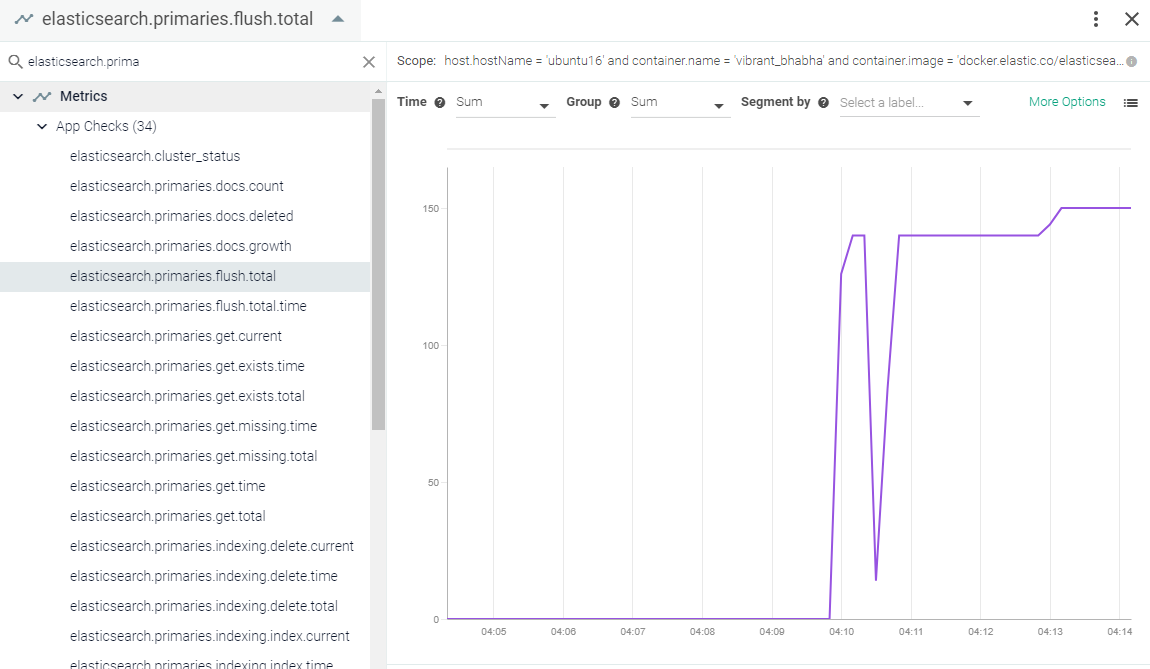 elasticsearch.primaries.flush.total
elasticsearch.prima
Scope: host.hostName = 'ubuntu16' and container.name = 'vibrant_bhabha' and container.image = 'docker.elastic.co/elasticsea...
Metrics
Time Sum Group Sum Segment by Select a label... More Options
App Checks (34)
elasticsearch.cluster_status
elasticsearch.primaries.docs.count
elasticsearch.primaries.docs.deleted
elasticsearch.primaries.docs.growth
elasticsearch.primaries.flush.total
elasticsearch.primaries.flush.total.time
elasticsearch.primaries.get.current
elasticsearch.primaries.get.exists.time
elasticsearch.primaries.get.exists.total
elasticsearch.primaries.get.missing.time
elasticsearch.primaries.get.missing.total
elasticsearch.primaries.get.time
elasticsearch.primaries.get.total
elasticsearch.primaries.indexing.delete.current
elasticsearch.primaries.indexing.delete.time
elasticsearch.primaries.indexing.delete.total
elasticsearch.primaries.indexing.index.current
elasticsearch.primaries.indexing.index.time
150
100
50
0
04:05 04:06 04:07 04:08 04:09 04:10 04:11 04:12 04:13 04:14